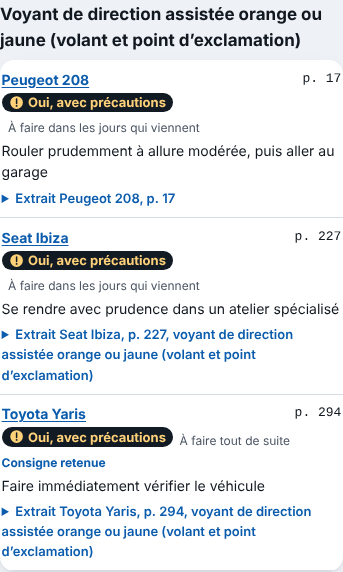 Voyant de direction assistée orange ou
jaune (volant et point d’exclamation)
Peugeot 208 p. 17
! Oui, avec précautions
À faire dans les jours qui viennent
Rouler prudemment à allure modérée, puis aller au
garage
▶ Extrait Peugeot 208, p. 17
Seat Ibiza p. 227
! Oui, avec précautions
À faire dans les jours qui viennent
Se rendre avec prudence dans un atelier spécialisé
▶ Extrait Seat Ibiza, p. 227, voyant de direction
assistée orange ou jaune (volant et point
d’exclamation)
Toyota Yaris p. 294
! Oui, avec précautions À faire tout de suite
Consigne retenue
Faire immédiatement vérifier le véhicule
▶ Extrait Toyota Yaris, p. 294, voyant de direction
assistée orange ou jaune (volant et point
d’exclamation)